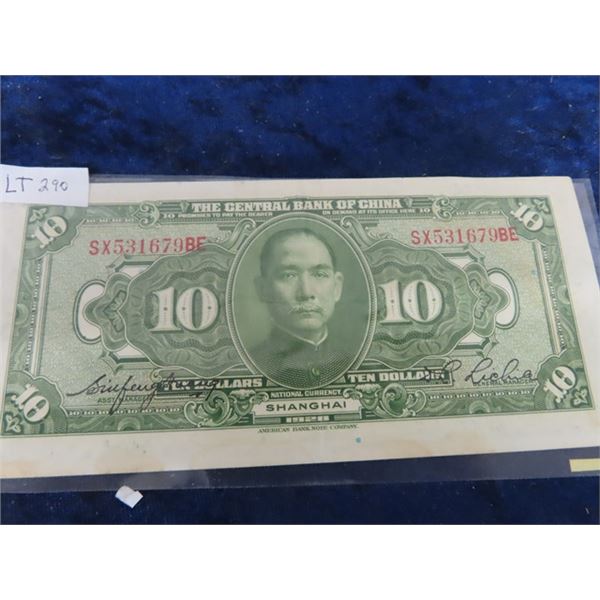 LT 290
THE CENTRAL BANK OF CHINA
10 PROMISES TO PAY THE BEARER ON DEMAND AT ITS OFFICE HERE 10
10 10
SX531679BE SX531679BE
10 10
DOLLARS TEN DOLLARS
GENERAL MANAGER
10 10
NATIONAL CURRENCY
SHANGHAI
AMERICAN BANK NOTE COMPANY.